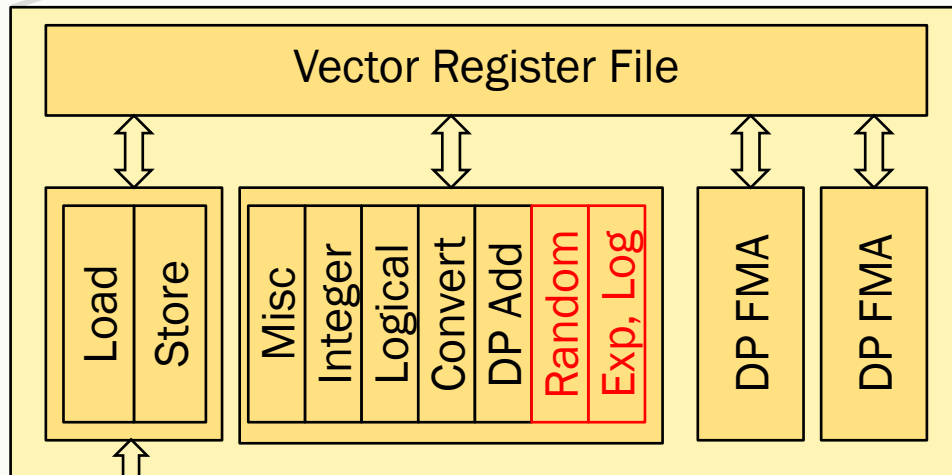 Vector Register File
Load
Store
Misc
Integer
Logical
Convert
DP Add
Random
Exp, Log
DP FMA
DP FMA